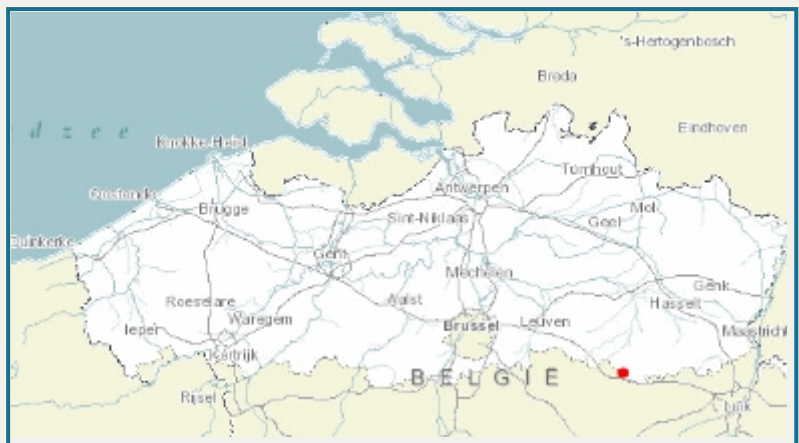 's-Hertogenbosch
Breda
Eindhoven
d z e e
Knokke-Heist
Turnhout
Antwerpen
Oostende
Brugge
Sint-Niklaas
Mol
Geel
Duinkerke
Gent
Mechelen
Genk
Roeselare
Aalst
Hasselt
Waregem
Ieper
Brussel
Leuven
Maastricht
Kortrijk
BELGIË
Rijsel
Luik